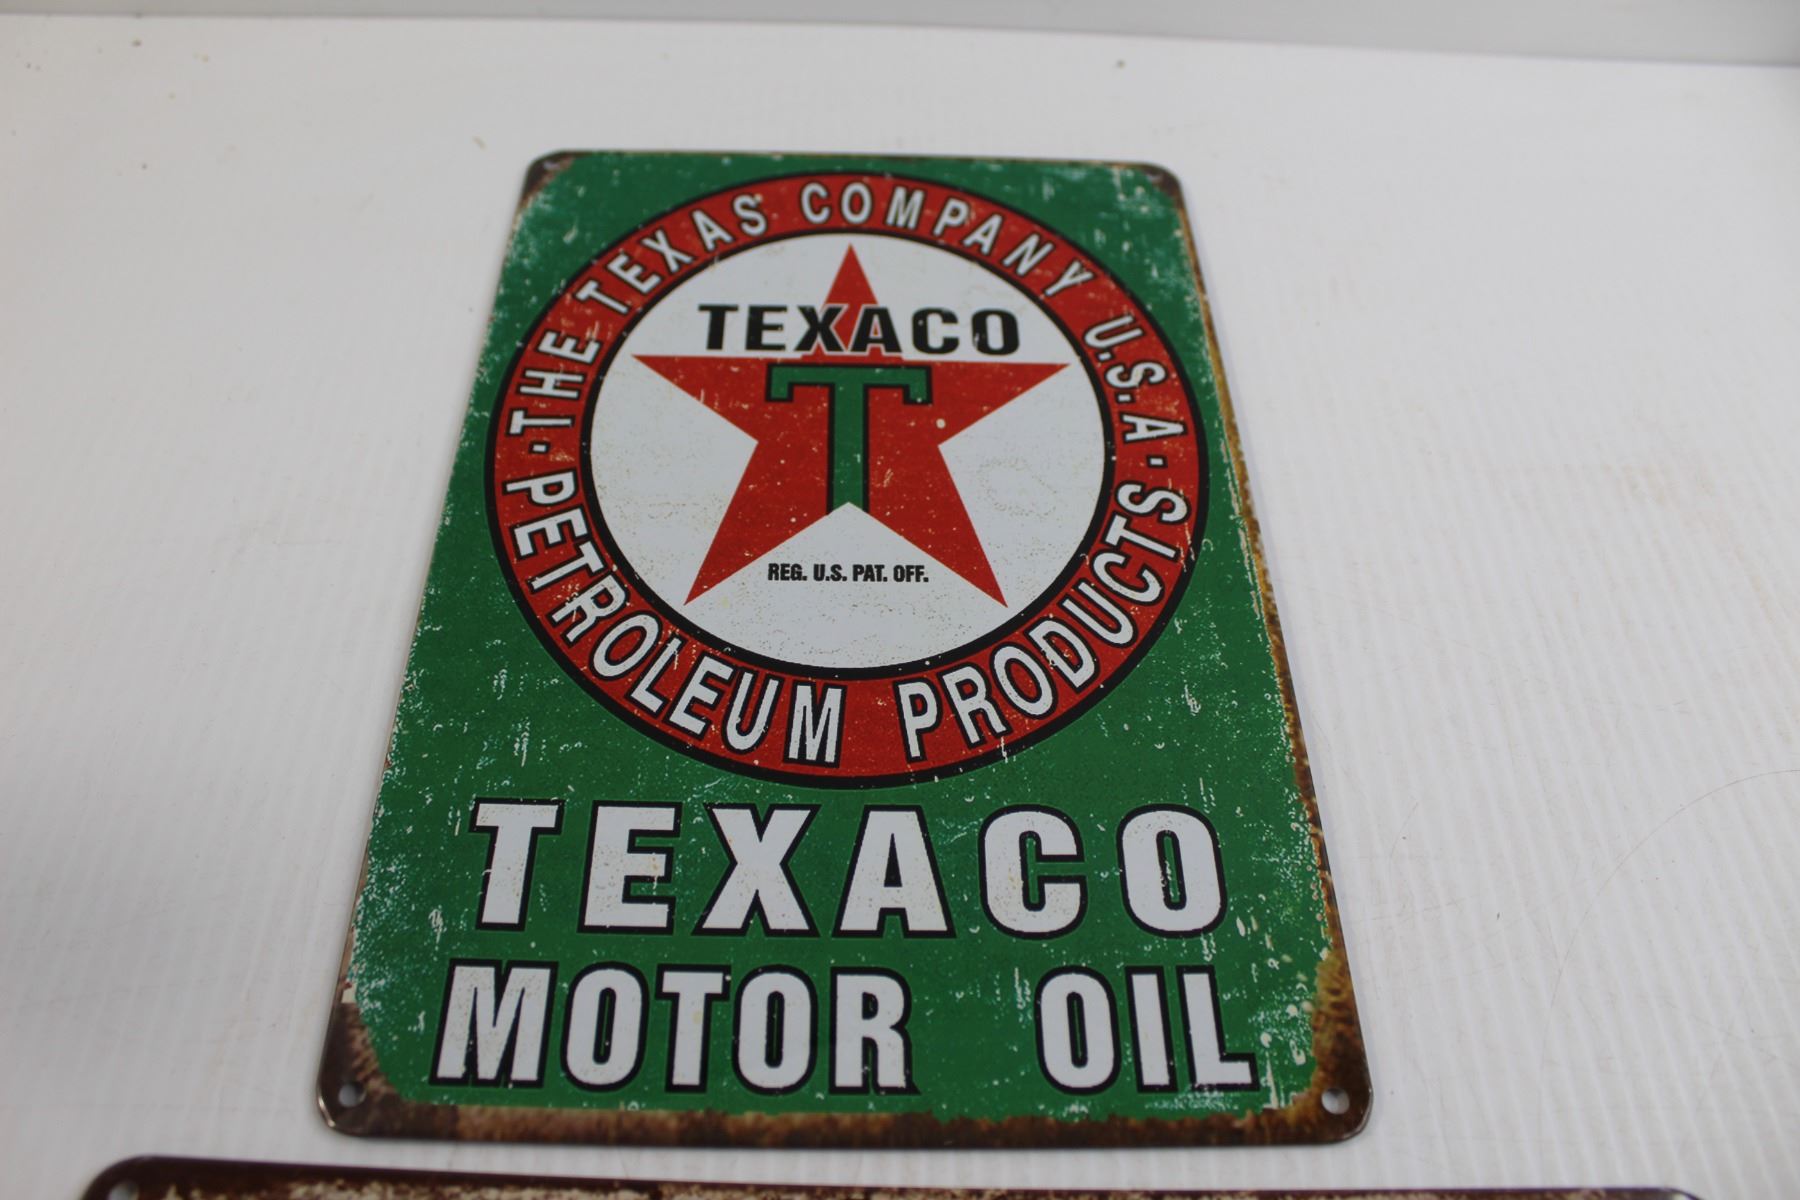 · THE TEXAS COMPANY U.S.A ·
TEXACO
T
REG. U.S. PAT. OFF.
PETROLEUM PRODUCTS
TEXACO
MOTOR OIL